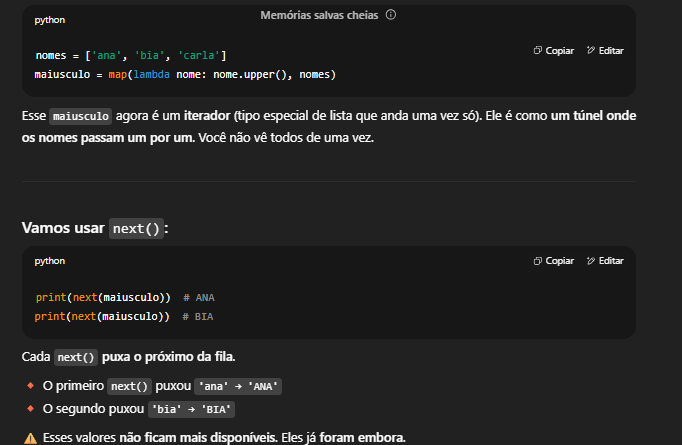 Memórias salvas cheias
python
Copiar Editar
nomes = ['ana', 'bia', 'carla']
maiusculo = map(lambda nome: nome.upper(), nomes)
Esse maiusculo agora é um iterador (tipo especial de lista que anda uma vez só). Ele é como um túnel onde
os nomes passam um por um. Você não vê todos de uma vez.
Vamos usar next():
python
Copiar Editar
print(next(maiusculo))  # ANA
print(next(maiusculo))  # BIA
Cada next() puxa o próximo da fila.
O primeiro next() puxou 'ana' → 'ANA'
O segundo puxou 'bia' → 'BIA'
Esses valores não ficam mais disponíveis. Eles já foram embora.